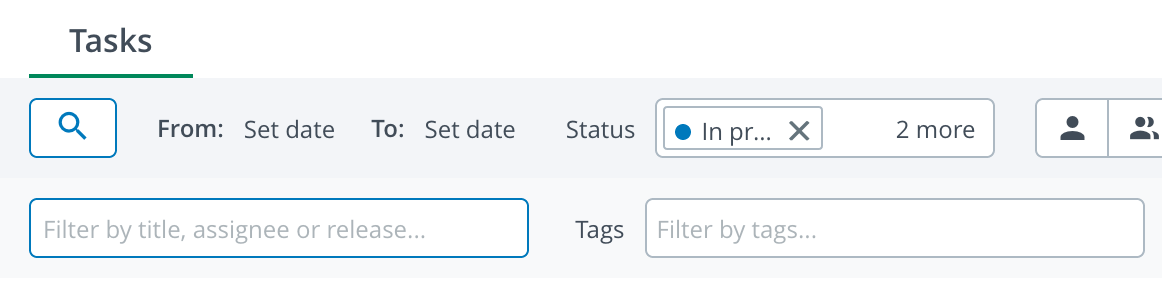 Tasks
From: Set date To: Set date Status In pr... 2 more
Filter by title, assignee or release... Tags Filter by tags...